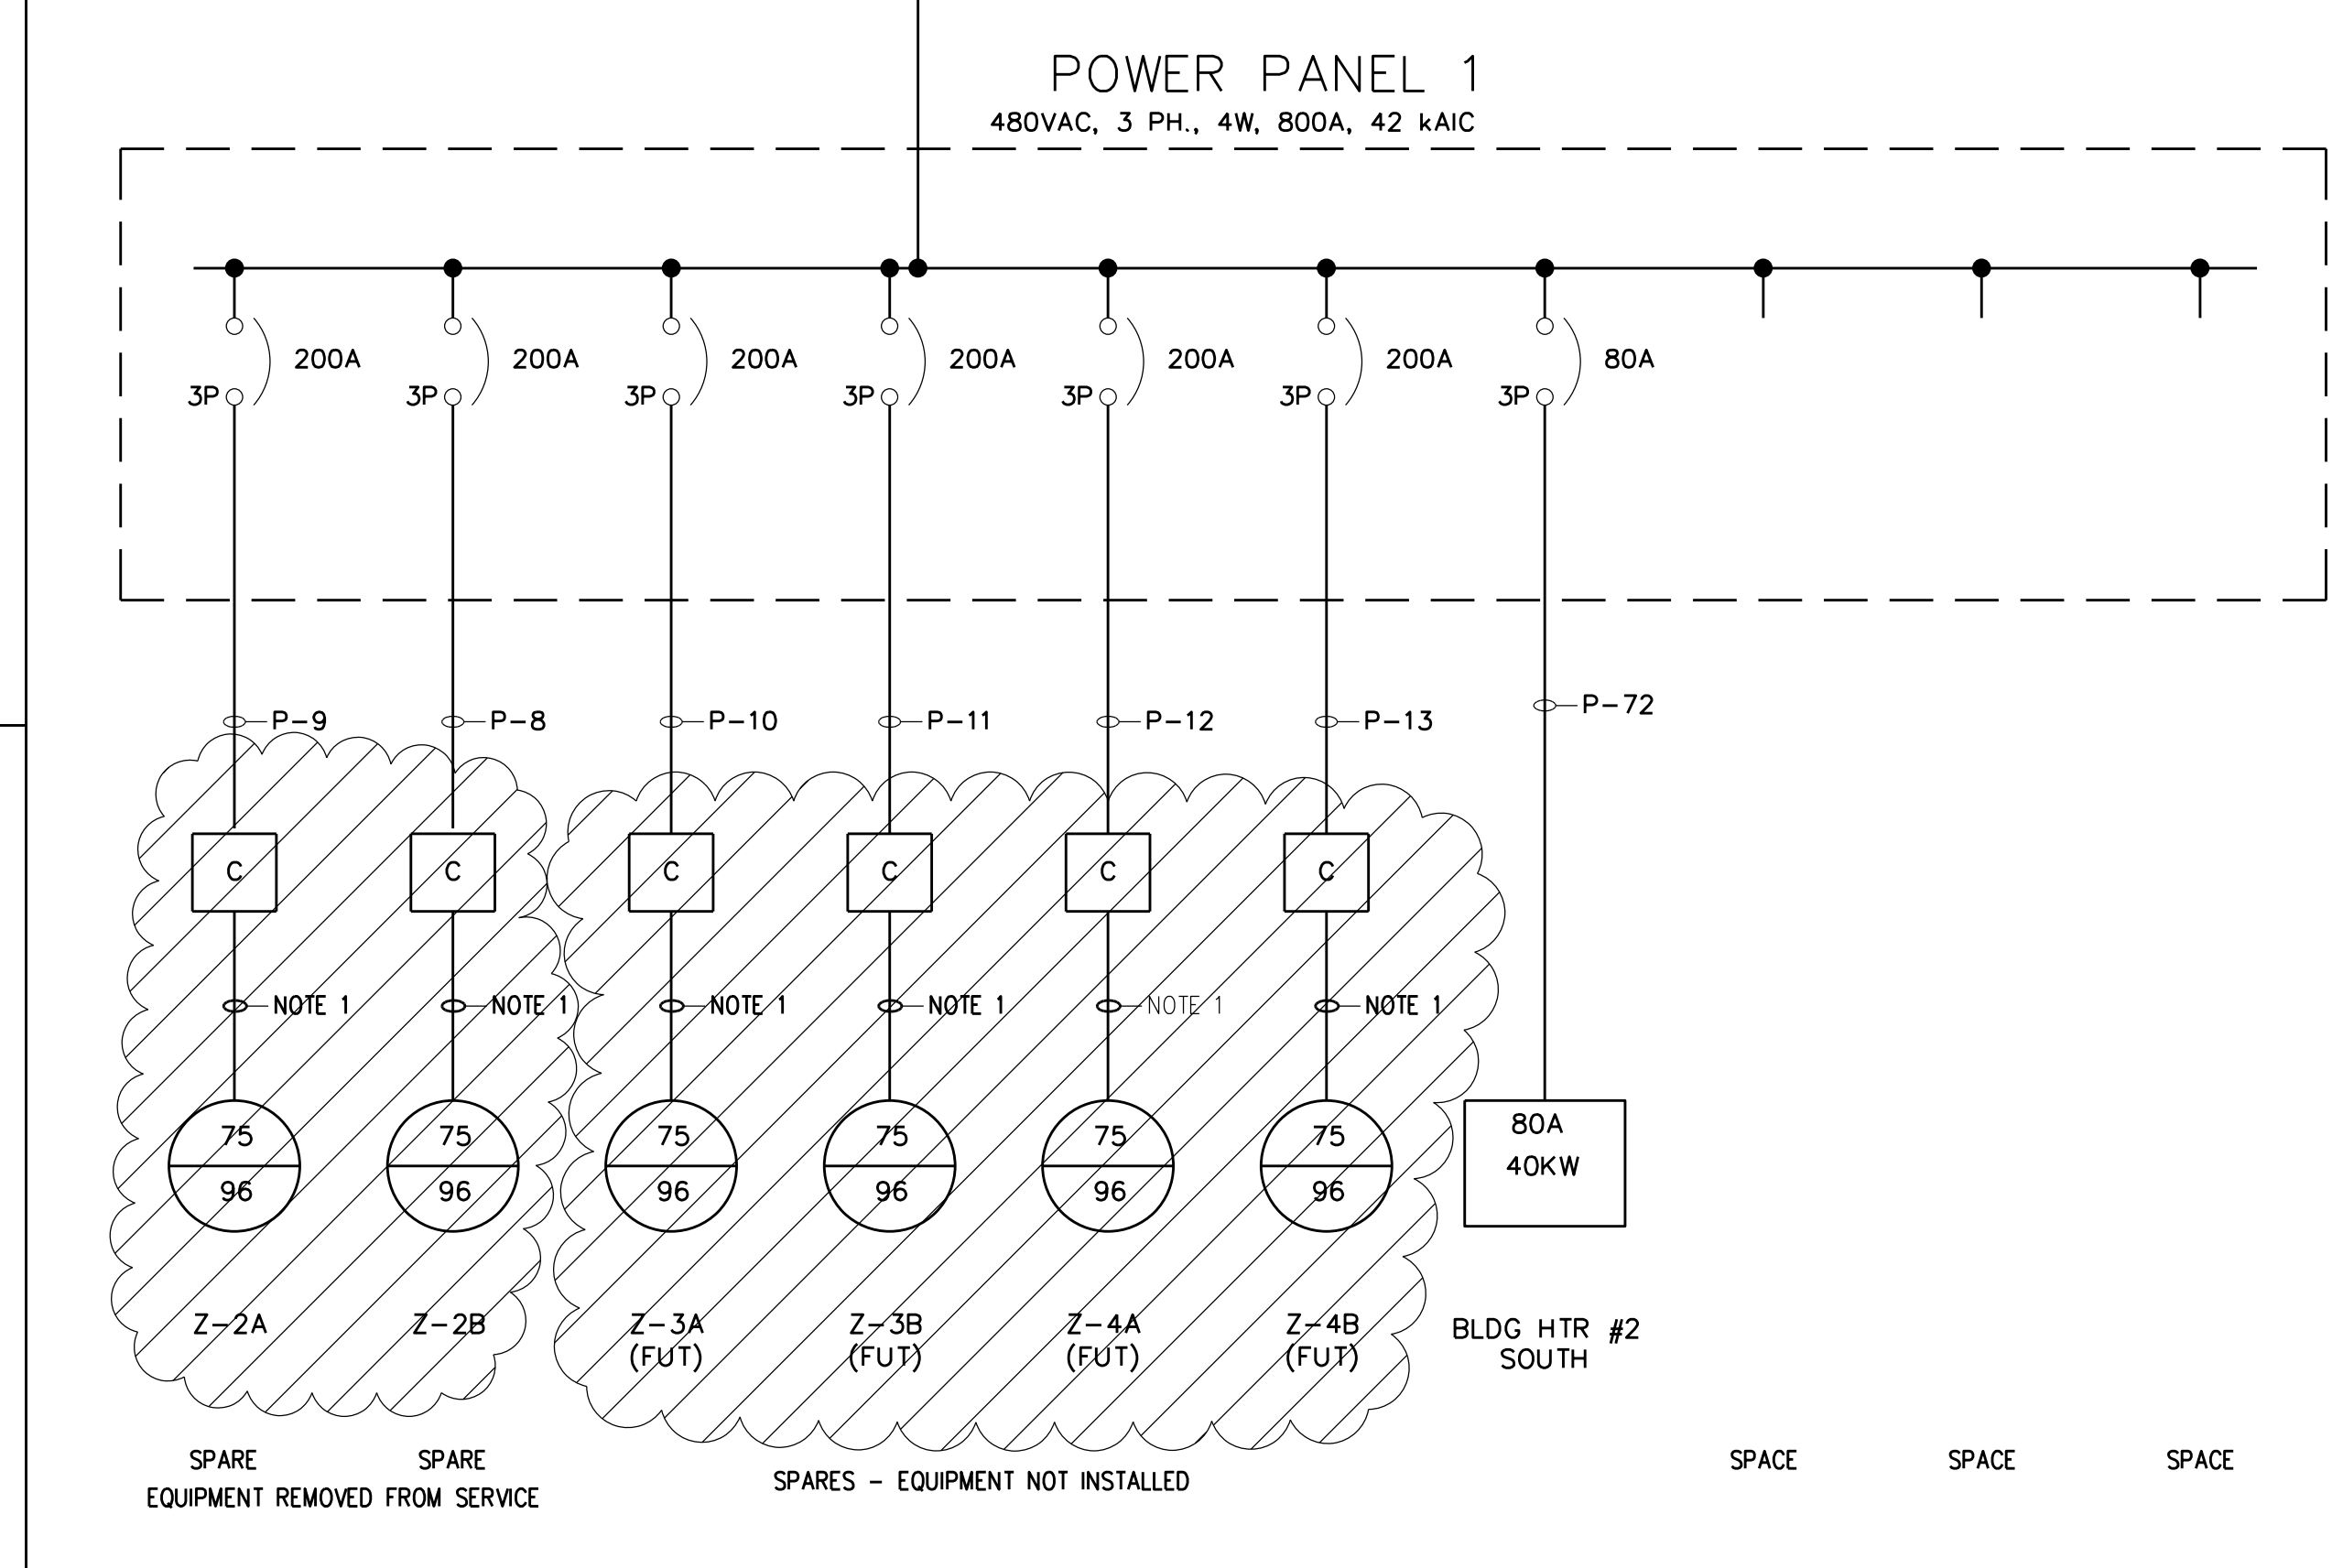 POWER PANEL 1
480VAC, 3 PH., 4W, 800A, 42 kAIC
200A 200A 200A 200A 200A 200A 80A
3P 3P 3P 3P 3P 3P 3P
P-72
P-9 P-8 P-10 P-11 P-12 P-13
C C C C C C
NOTE 1 NOTE 1 NOTE 1 NOTE 1 NOTE 1 NOTE 1
80A
75 75 75 75 75 75
40KW
96 96 96 96 96 96
Z-2A Z-2B Z-3A Z-3B Z-4A Z-4B BLDG HTR #2
(FUT) (FUT) (FUT) (FUT) SOUTH
SPARE SPARE SPACE SPACE SPACE
SPARES - EQUIPMENT NOT INSTALLED
EQUIPMENT REMOVED FROM SERVICE